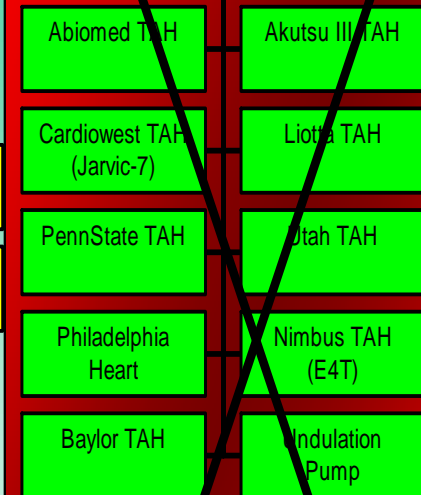 Abiomed TAH
Akutsu III TAH
Cardiowest TAH
(Jarvic-7)
Liotta TAH
PennState TAH
Utah TAH
Philadelphia
Heart
Nimbus TAH
(E4T)
Baylor TAH
Undulation
Pump